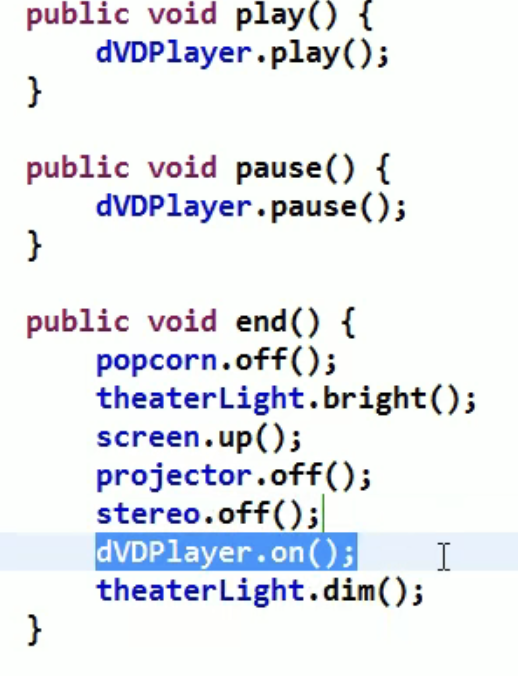 public void play() {
dVDPlayer.play();
}
public void pause() {
dVDPlayer.pause();
}
public void end() {
popcorn.off();
theaterLight.bright();
screen.up();
projector.off();
stereo.off();
dVDPlayer.on();
theaterLight.dim();
}